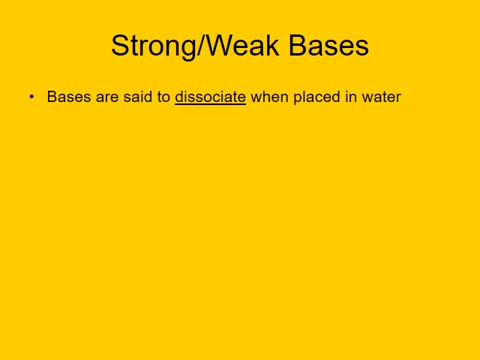 Strong/Weak Bases
• Bases are said to dissociate when placed in water